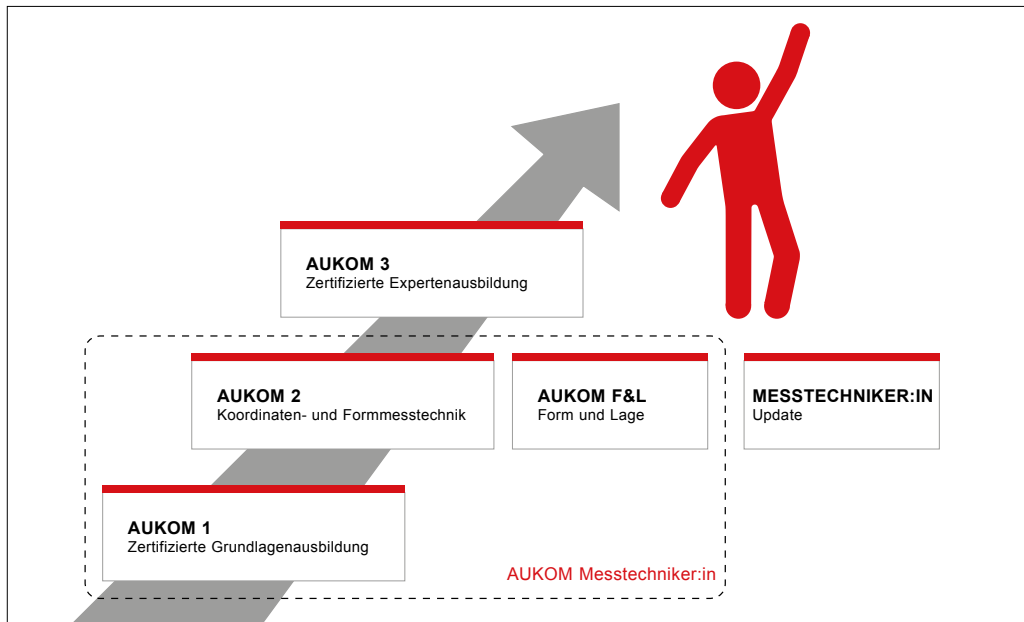 AUKOM 3
Zertifizierte Expertenausbildung
AUKOM 2
Koordinaten- und Formmesstechnik
AUKOM F&L
Form und Lage
MESSTECHNIKER:IN
Update
AUKOM 1
Zertifizierte Grundlagenausbildung
AUKOM Messtechniker:in